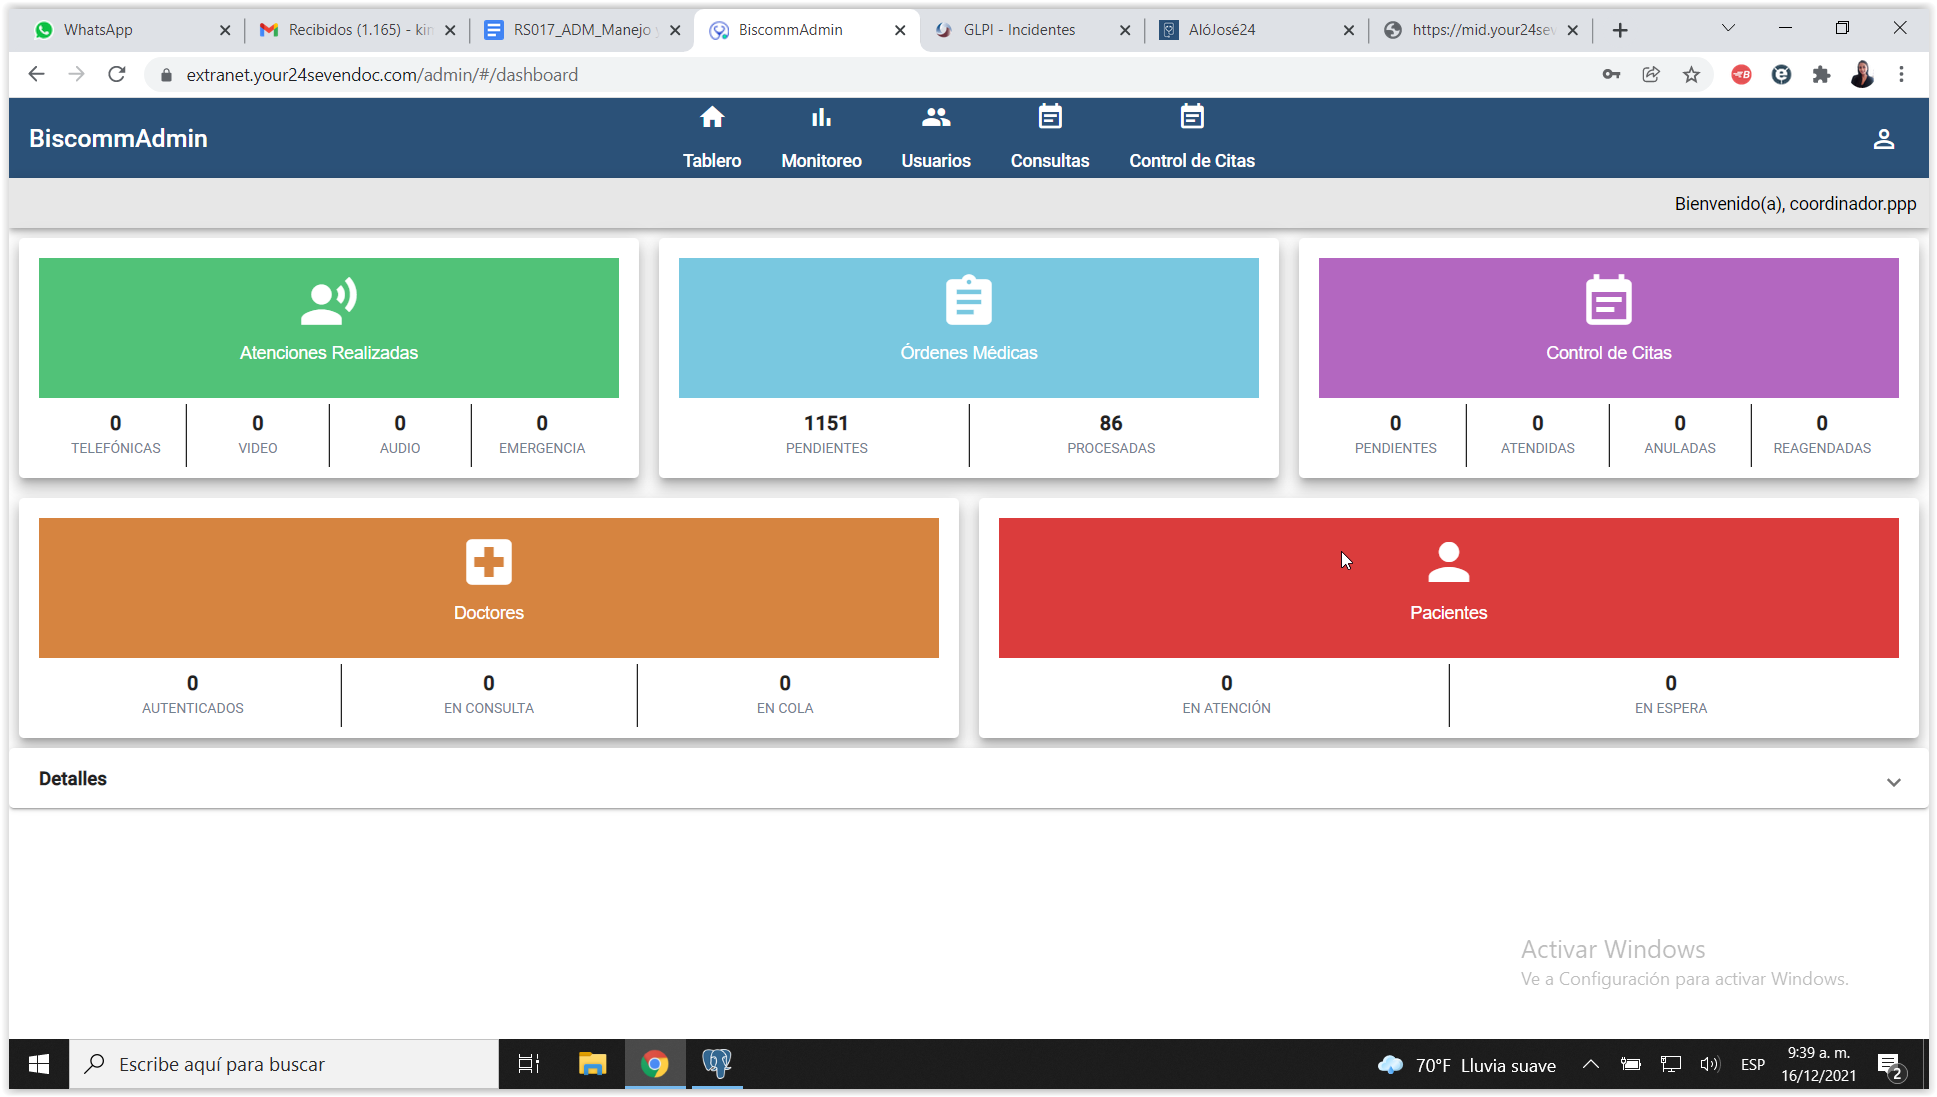 WhatsApp
Recibidos (1.165) - kin
RS017_ADM_Manejo y
BiscommAdmin
GLPI - Incidentes
AlóJosé24
https://mid.your24sev
extranet.your24sevendoc.com/admin/#/dashboard
BiscommAdmin
Tablero
Monitoreo
Usuarios
Consultas
Control de Citas
Bienvenido(a), coordinador.ppp
Atenciones Realizadas
0
TELEFÓNICAS
0
VIDEO
0
AUDIO
0
EMERGENCIA
Órdenes Médicas
1151
PENDIENTES
86
PROCESADAS
Control de Citas
0
PENDIENTES
0
ATENDIDAS
0
ANULADAS
0
REAGENDADAS
Doctores
0
AUTENTICADOS
0
EN CONSULTA
0
EN COLA
Pacientes
0
EN ATENCIÓN
0
EN ESPERA
Detalles
Activar Windows
Ve a Configuración para activar Windows.
Escribe aquí para buscar
70°F Lluvia suave
ESP
9:39 a. m.
16/12/2021
2